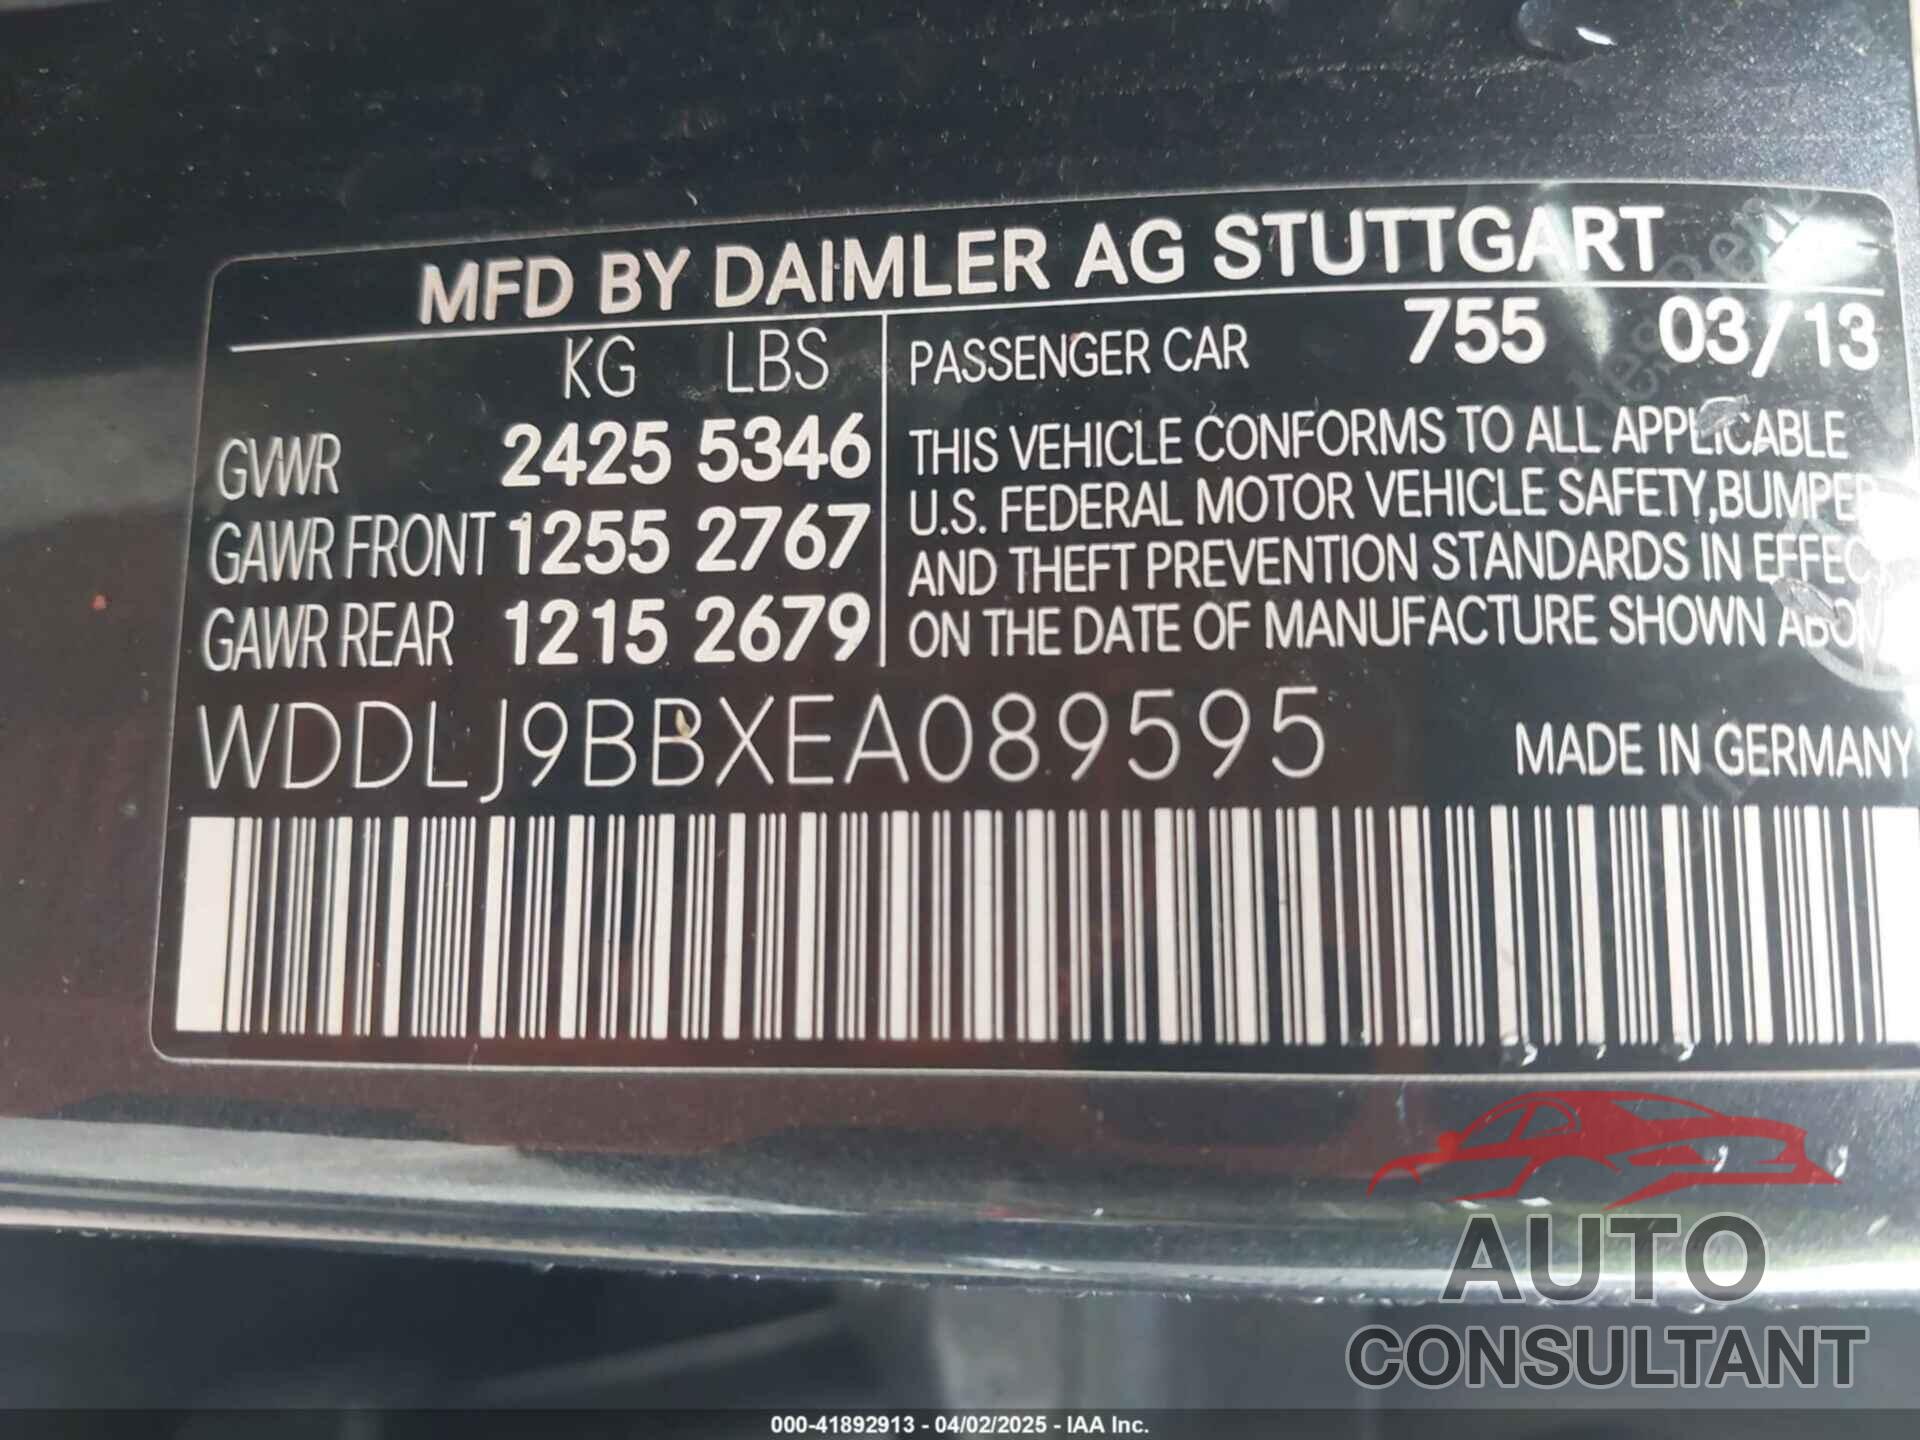 MFD BY DAIMLER AG STUTTGART
KG LBS
GVWR 2425 5346
GAWR FRONT 1255 2767
GAWR REAR 1215 2679
PASSENGER CAR 755 03/13
THIS VEHICLE CONFORMS TO ALL APPLICABLE
U.S. FEDERAL MOTOR VEHICLE SAFETY, BUMPER
AND THEFT PREVENTION STANDARDS IN EFFECT
ON THE DATE OF MANUFACTURE SHOWN ABOV
WDDLJ9BBXEA089595
MADE IN GERMANY
AUTO
CONSULTANT
000-41892913 - 04/02/2025 - IAA Inc.